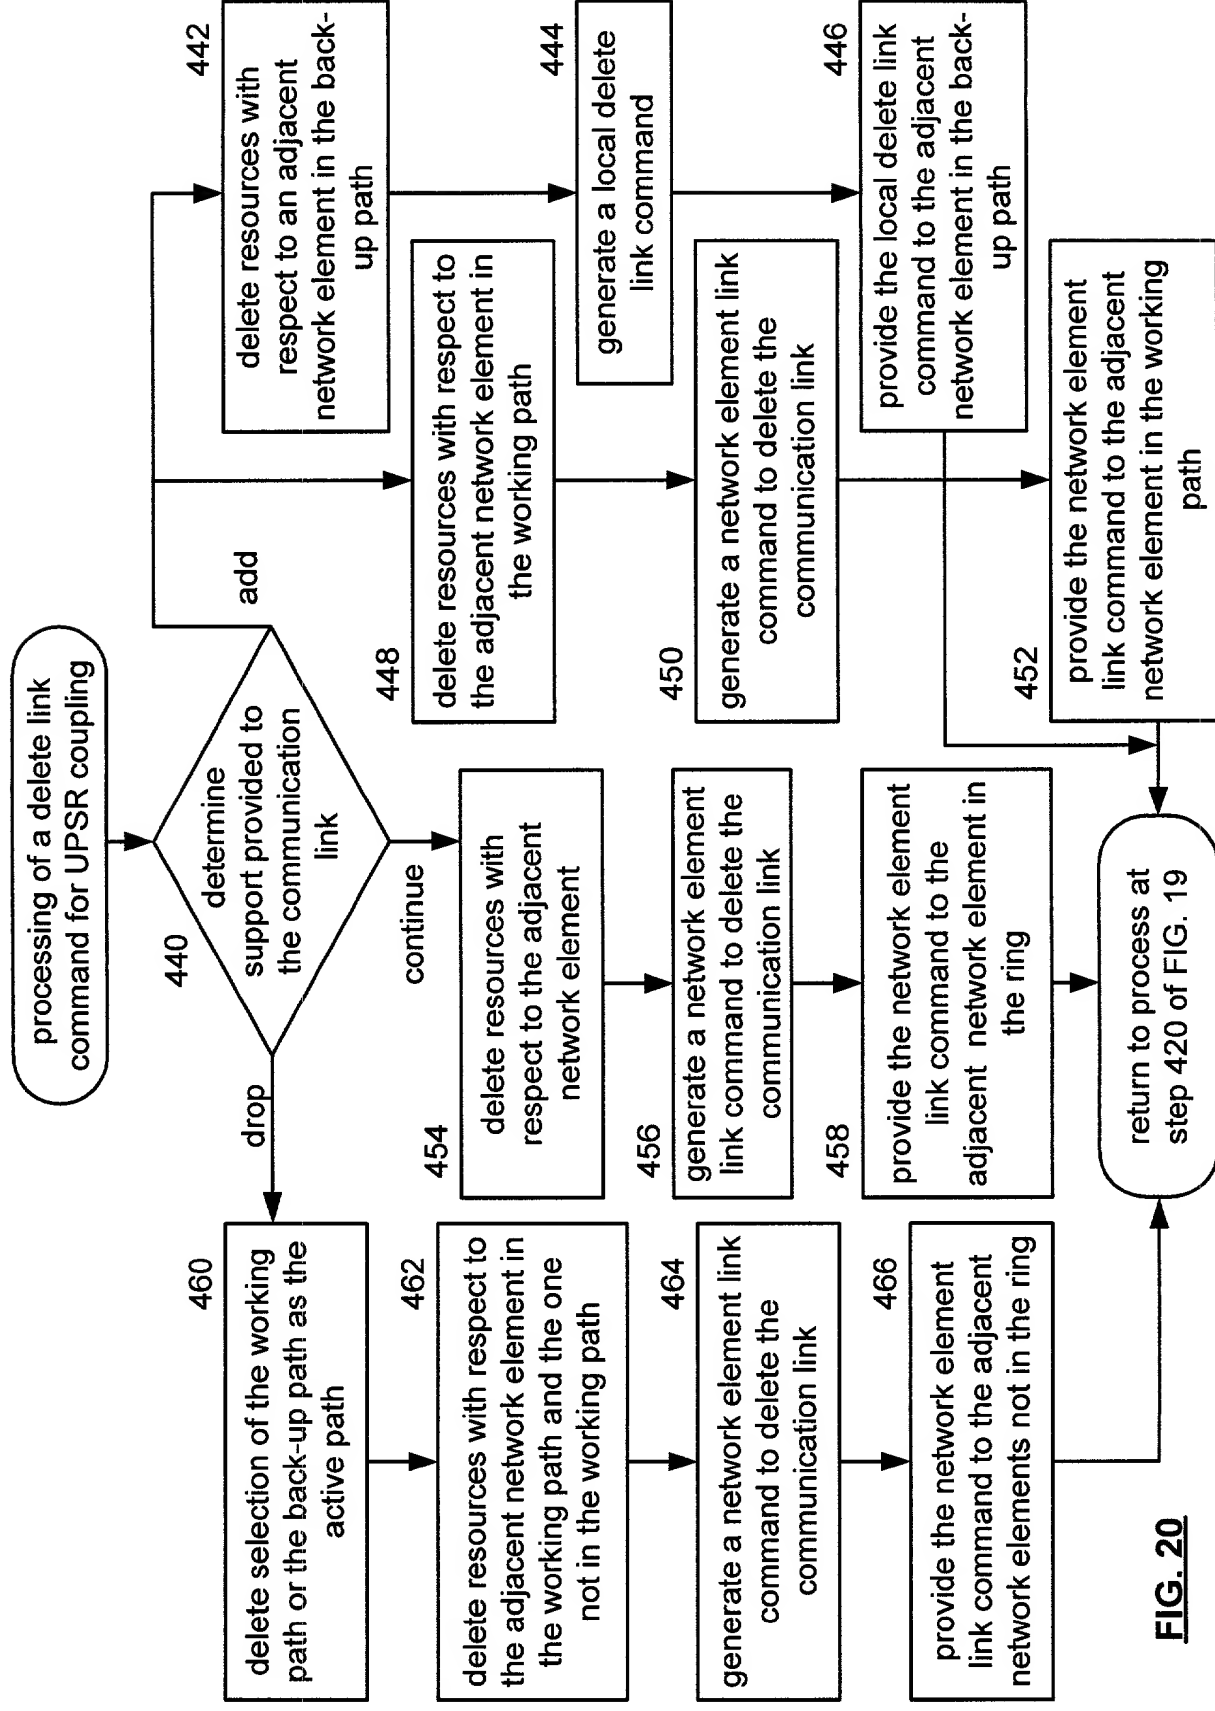 processing of a delete link
command for UPSR coupling
440
determine
support provided to
the communication
link
drop
continue
add
460
delete selection of the working
path or the back-up path as the
active path
462
delete resources with respect to
the adjacent network element in
the working path and the one
not in the working path
464
generate a network element link
command to delete the
communication link
466
provide the network element
link command to the adjacent
network elements not in the ring
454
delete resources with
respect to the adjacent
network element
456
generate a network element
link command to delete the
communication link
458
provide the network element
link command to the
adjacent network element in
the ring
448
delete resources with respect to
the adjacent network element in
the working path
450
generate a network element link
command to delete the
communication link
452
provide the network element
link command to the adjacent
network element in the working
path
442
delete resources with
respect to an adjacent
network element in the back-
up path
444
generate a local delete
link command
446
provide the local delete link
command to the adjacent
network element in the back-
up path
return to process at
step 420 of FIG. 19
FIG. 20